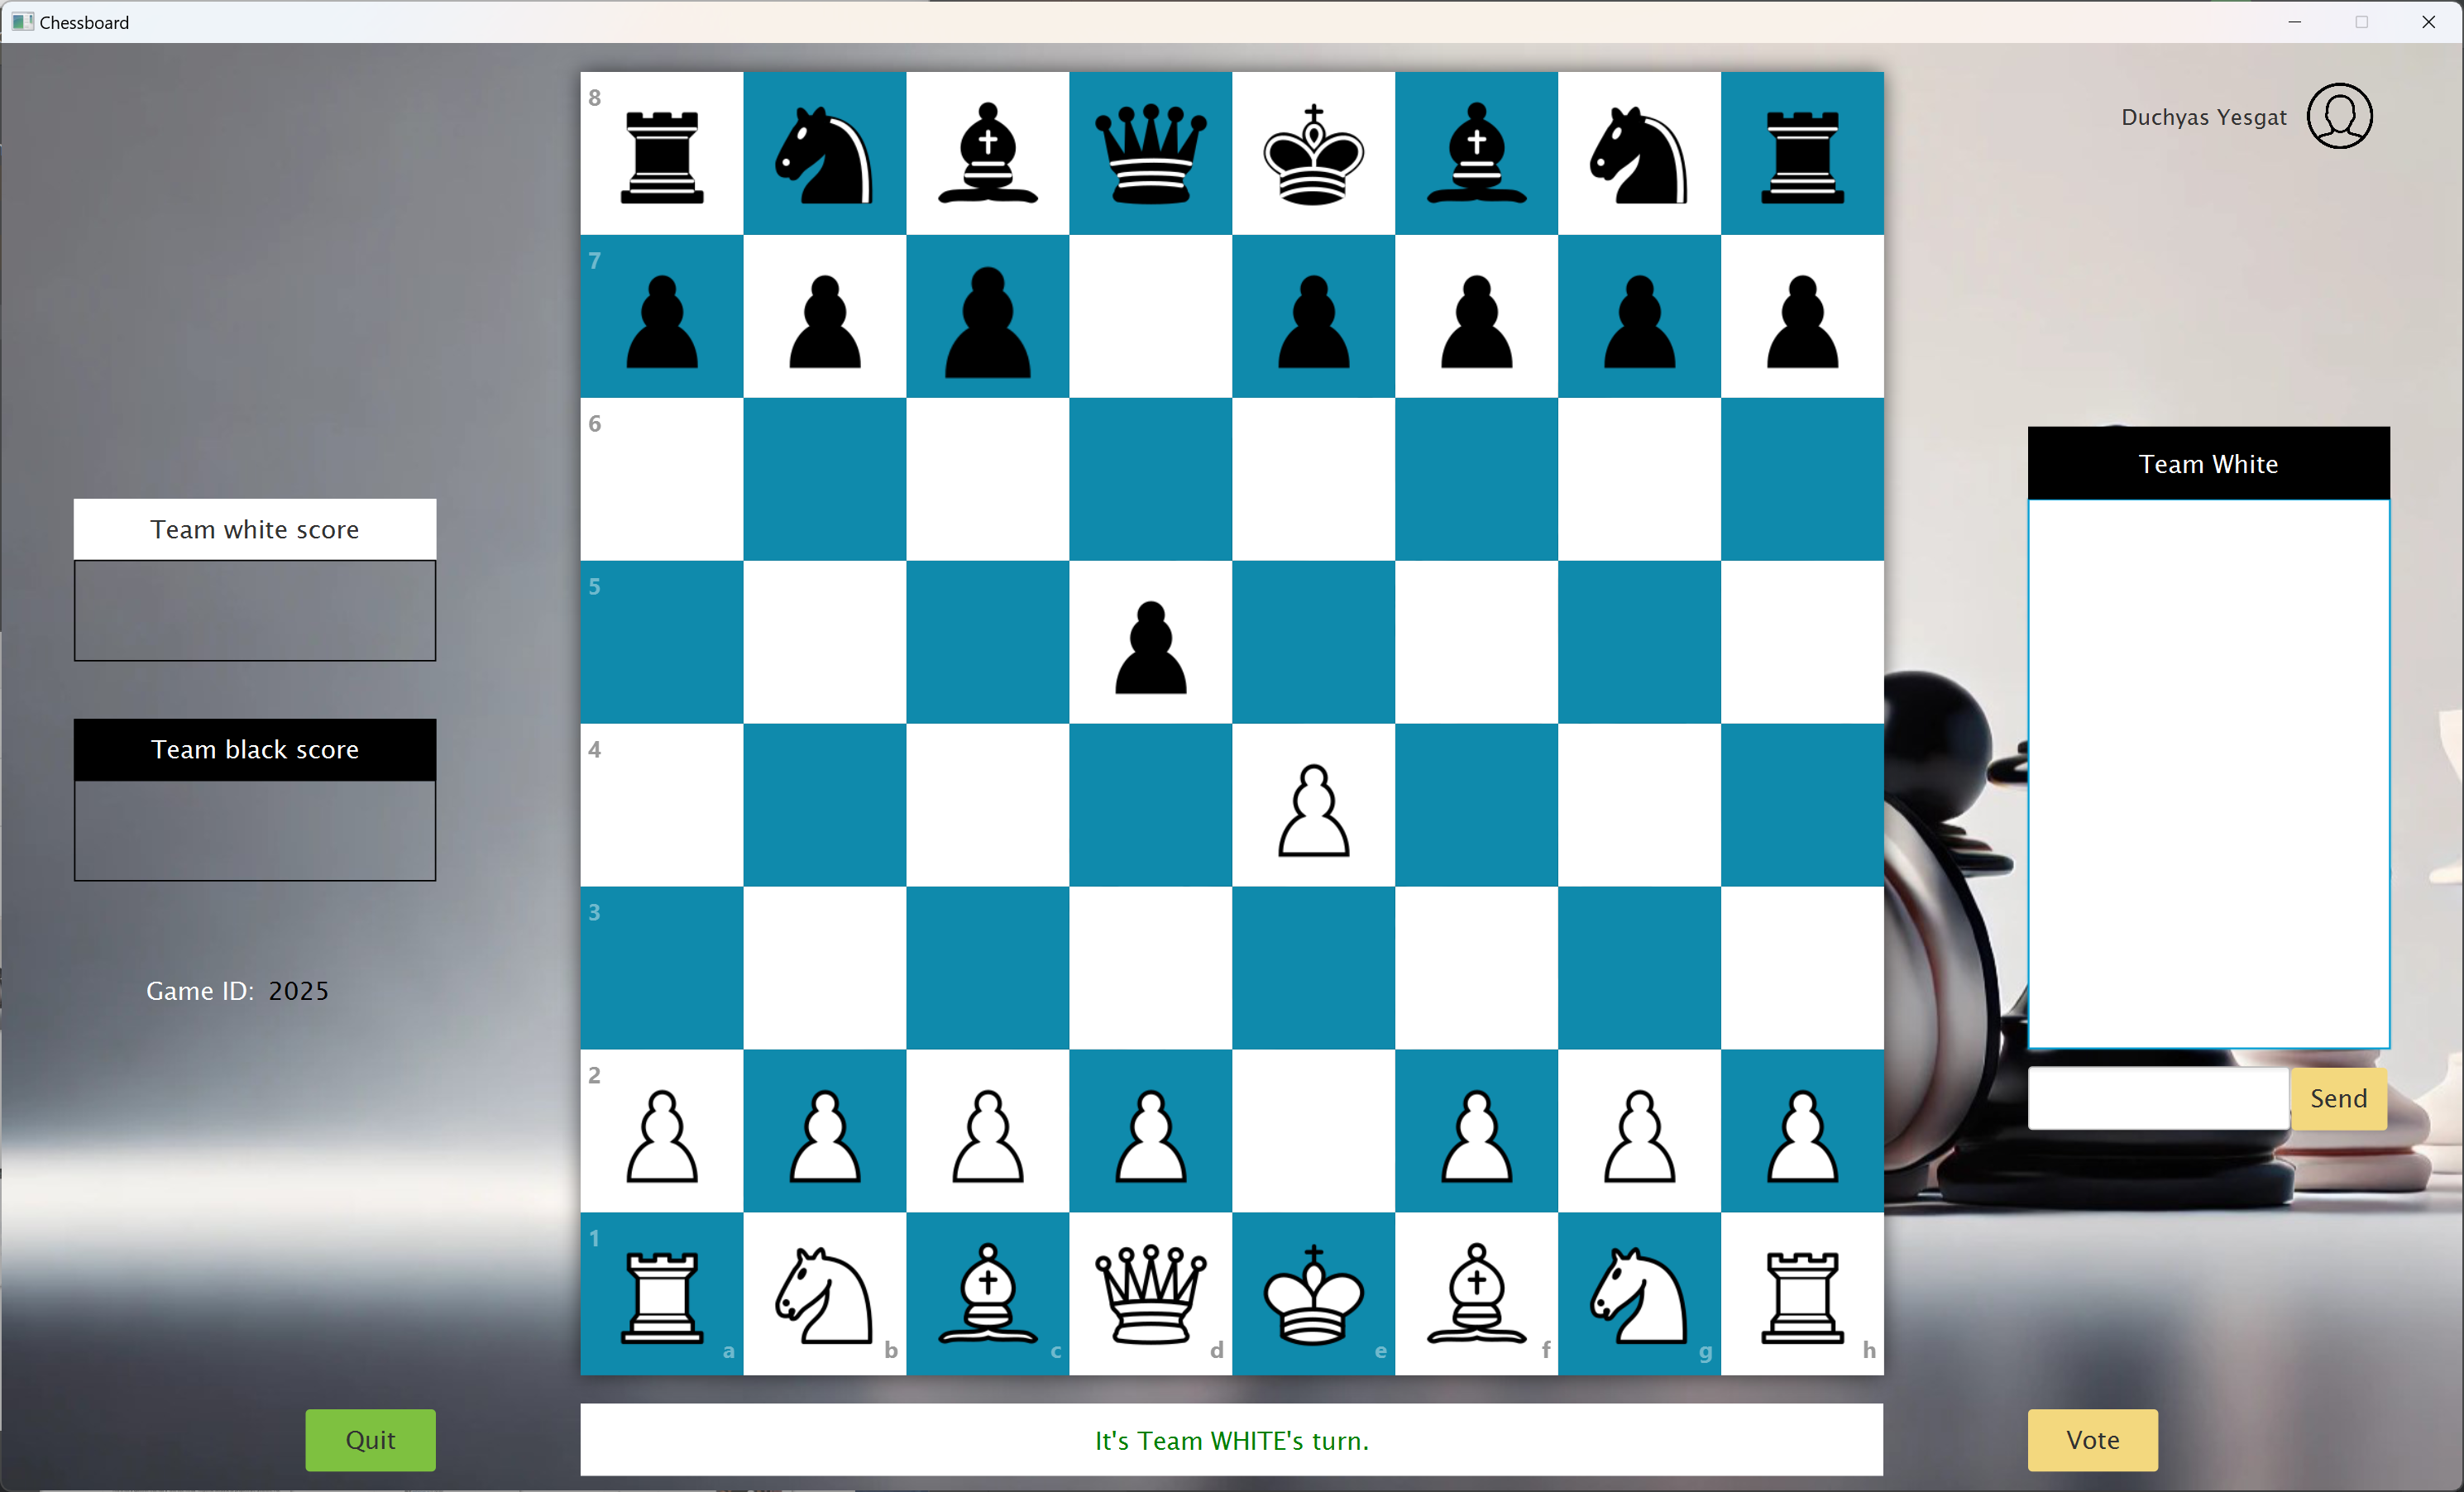 Chessboard
Duchyas Yesgat
8
7
6
5
4
3
2
1
a b c d e f g h
Team white score
Team black score
Game ID: 2025
Team White
Send
Quit
It's Team WHITE's turn.
Vote